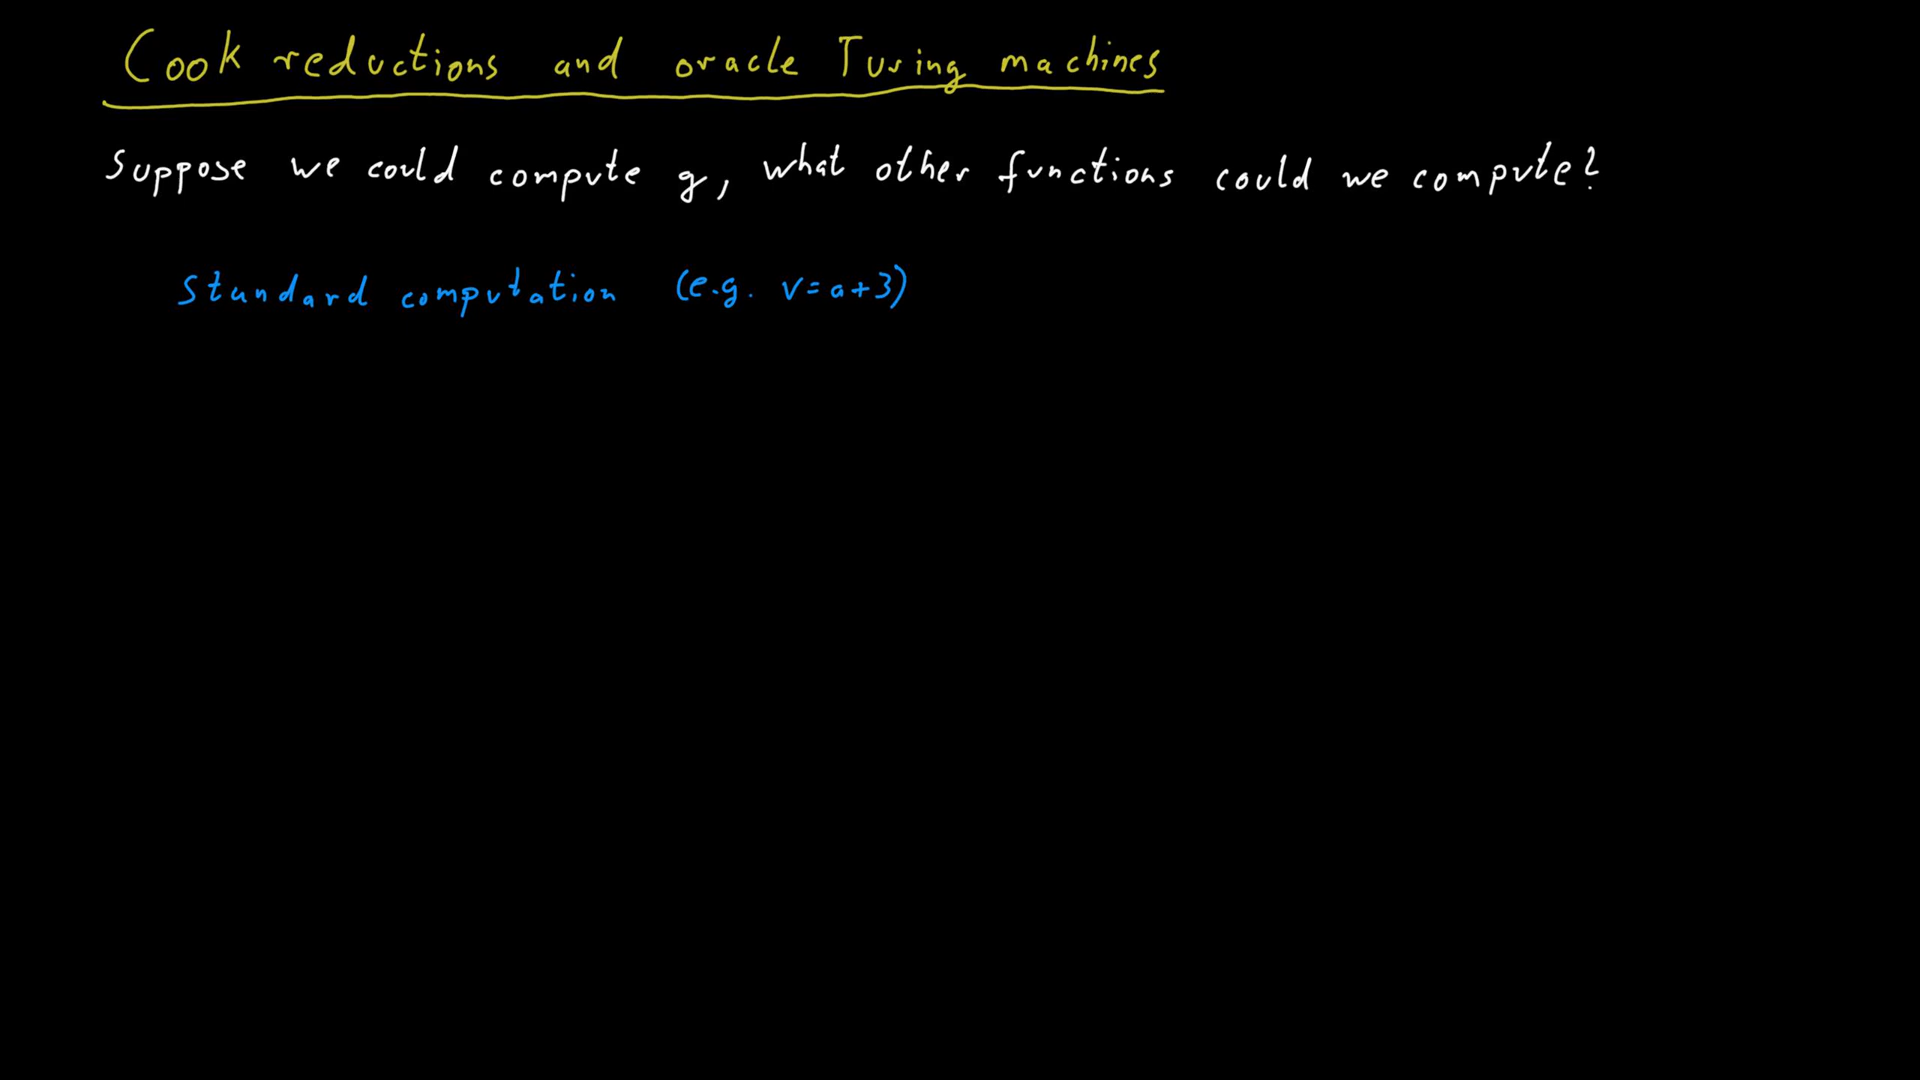 Cook reductions and oracle Turing machines
Suppose we could compute g, what other functions could we compute?
Standard computation (e.g. v=a+3)